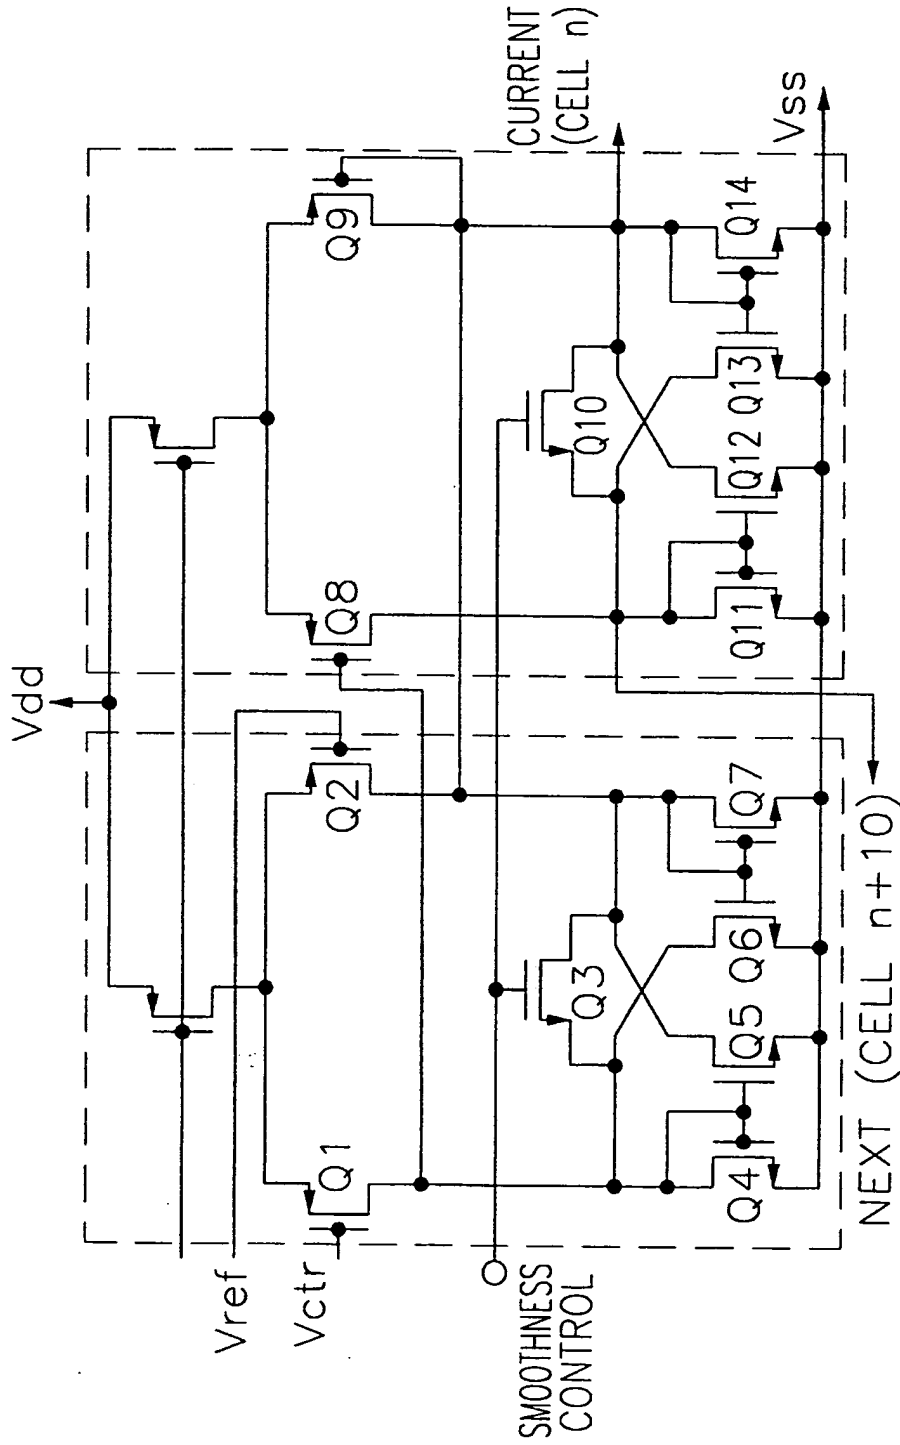 Vdd
Vref
Vctr
SMOOTHNESS
CONTROL
Q1
Q2
Q3
Q4
Q5
Q6
Q7
Q8
Q9
Q10
Q11
Q12
Q13
Q14
CURRENT
(CELL n)
Vss
NEXT (CELL n+10)